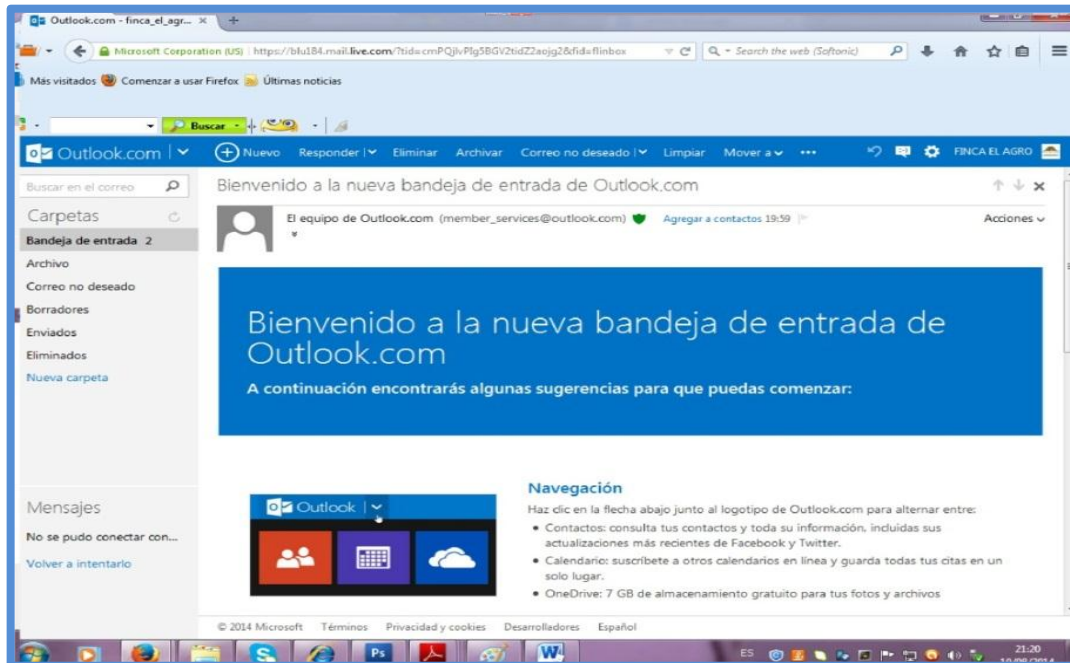 Outlook.com - finca_el_agr... × +
Microsoft Corporation (US) https://blu184.mail.live.com/?tid=cmPQjlvPlg5BGV2tidZ2aojg2&fid=flinbox
Search the web (Softonic)
Más visitados Comenzar a usar Firefox Últimas noticias
Buscar
Outlook.com Nuevo Responder Eliminar Archivar Correo no deseado Limpiar Mover a ••• FINCA EL AGRO
Buscar en el correo
Bienvenido a la nueva bandeja de entrada de Outlook.com
Carpetas
Bandeja de entrada 2
Archivo
Correo no deseado
Borradores
Enviados
Eliminados
Nueva carpeta
El equipo de Outlook.com (member_services@outlook.com) Agregar a contactos 19:59
Acciones
Bienvenido a la nueva bandeja de entrada de
Outlook.com
A continuación encontrarás algunas sugerencias para que puedas comenzar:
Mensajes
No se pudo conectar con...
Volver a intentarlo
Outlook
Navegación
Haz clic en la flecha abajo junto al logotipo de Outlook.com para alternar entre:
• Contactos: consulta tus contactos y toda su información, incluidas sus
actualizaciones más recientes de Facebook y Twitter.
• Calendario: suscríbete a otros calendarios en línea y guarda todas tus citas en un
solo lugar.
• OneDrive: 7 GB de almacenamiento gratuito para tus fotos y archivos
© 2014 Microsoft Términos Privacidad y cookies Desarrolladores Español
Ps W ES 21:20
10/08/2014